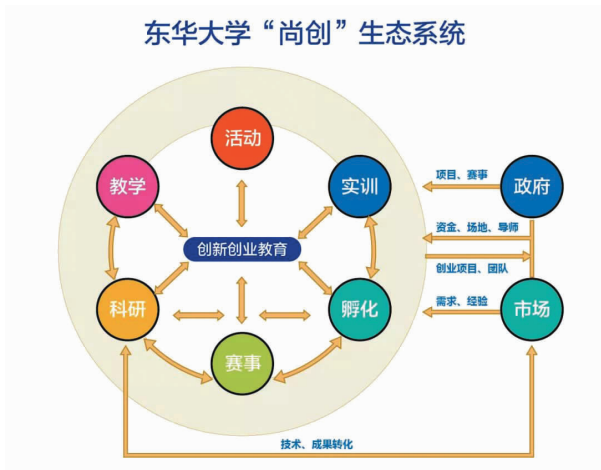 东华大学“尚创”生态系统
活动
教学
实训
项目、赛事
政府
资金、场地、导师
创新创业教育
创业项目、团队
科研
孵化
需求、经验
市场
赛事
技术、成果转化